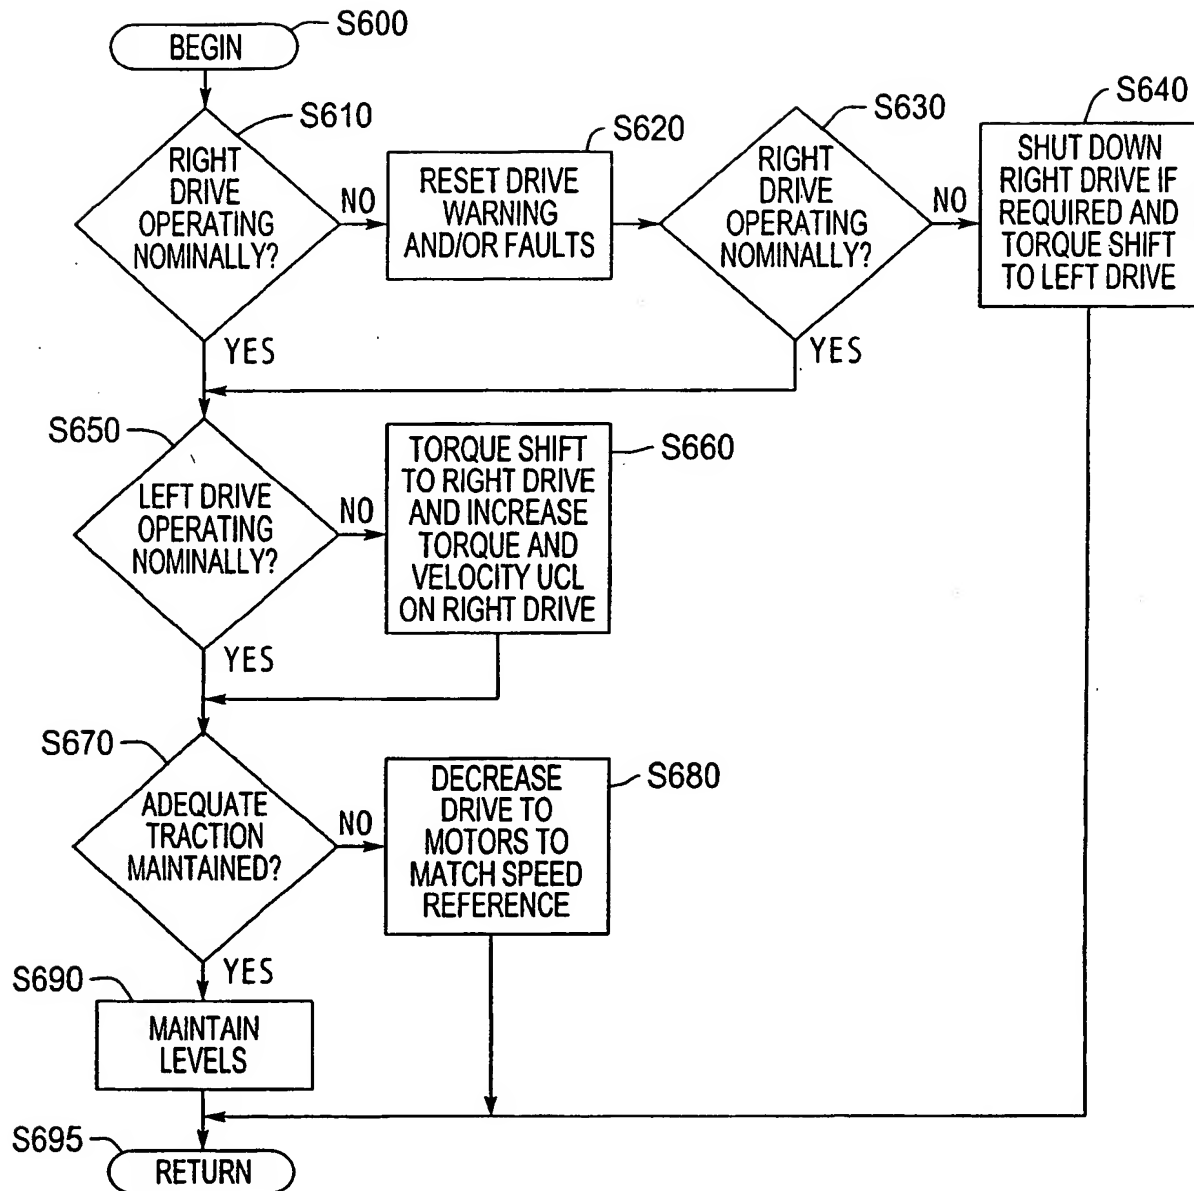 BEGIN
S600
S610
RIGHT
DRIVE
OPERATING
NOMINALLY?
NO
YES
S620
RESET DRIVE
WARNING
AND/OR FAULTS
S630
RIGHT
DRIVE
OPERATING
NOMINALLY?
NO
YES
S640
SHUT DOWN
RIGHT DRIVE IF
REQUIRED AND
TORQUE SHIFT
TO LEFT DRIVE
S650
LEFT DRIVE
OPERATING
NOMINALLY?
NO
YES
S660
TORQUE SHIFT
TO RIGHT DRIVE
AND INCREASE
TORQUE AND
VELOCITY UCL
ON RIGHT DRIVE
S670
ADEQUATE
TRACTION
MAINTAINED?
NO
YES
S680
DECREASE
DRIVE TO
MOTORS TO
MATCH SPEED
REFERENCE
S690
MAINTAIN
LEVELS
S695
RETURN